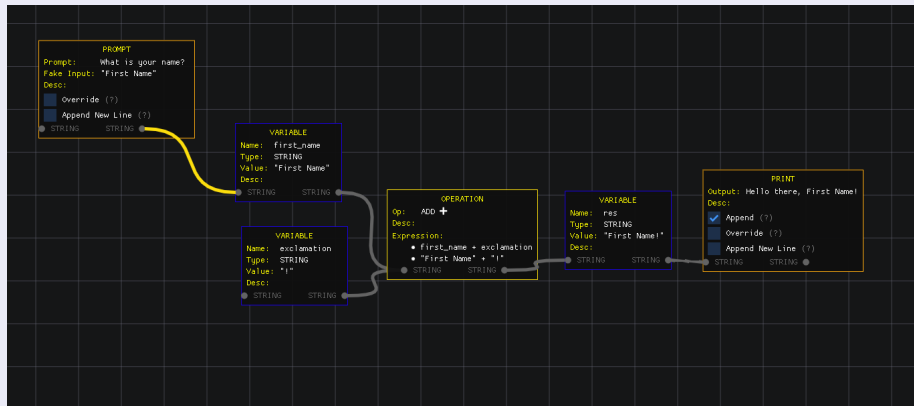 PROMPT
Prompt: What is your name?
Fake Input: "First Name"
Desc:
Override (?)
Append New Line (?)
STRING STRING
VARIABLE
Name: first_name
Type: STRING
Value: "First Name"
Desc:
STRING STRING
VARIABLE
Name: exclamation
Type: STRING
Value: "!"
Desc:
STRING STRING
OPERATION
Op: ADD +
Desc:
Expression:
• first_name + exclamation
• "First Name" + "!"
STRING STRING
VARIABLE
Name: res
Type: STRING
Value: "First Name!"
Desc:
STRING STRING
PRINT
Output: Hello there, First Name!
Desc:
Append (?)
Override (?)
Append New Line (?)
STRING STRING